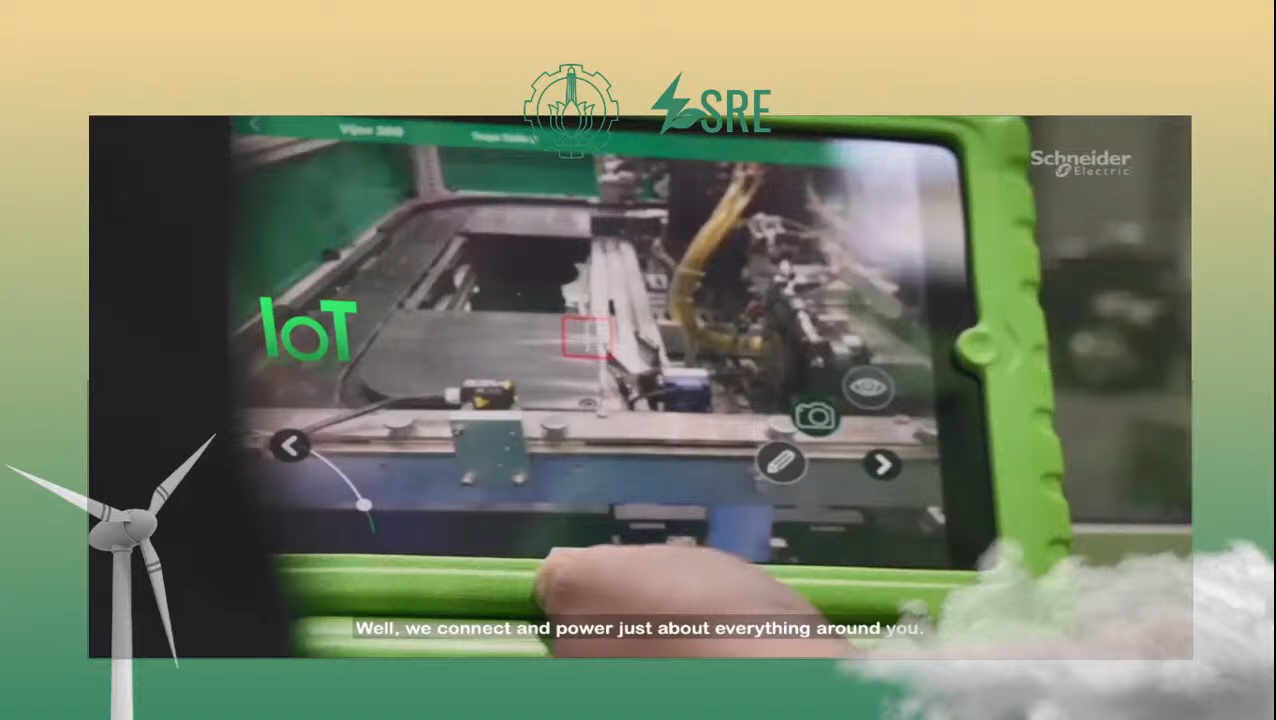 SRE
Schneider
Electric
IoT
Well, we connect and power just about everything around you,